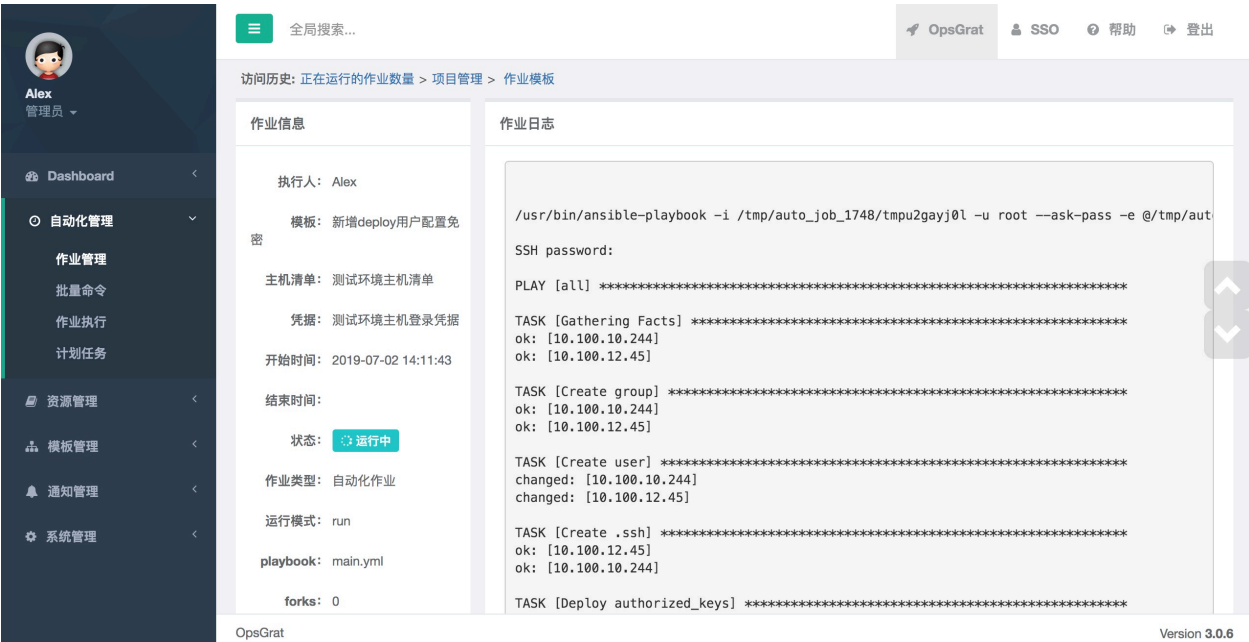 全局搜索...
OpsGrat
SSO
帮助
登出
Alex
管理员
Dashboard
自动化管理
作业管理
批量命令
作业执行
计划任务
资源管理
模板管理
通知管理
系统管理
访问历史: 正在运行的作业数量 > 项目管理 > 作业模板
作业信息
执行人: Alex
模板: 新增deploy用户配置免
密
主机清单: 测试环境主机清单
凭据: 测试环境主机登录凭据
开始时间: 2019-07-02 14:11:43
结束时间:
状态: 运行中
作业类型: 自动化作业
运行模式: run
playbook: main.yml
forks: 0
作业日志
/usr/bin/ansible-playbook -i /tmp/auto_job_1748/tmpu2gayj0l -u root --ask-pass -e @/tmp/aut
SSH password:
PLAY [all] *********************************************************************
TASK [Gathering Facts] *********************************************************
ok: [10.100.10.244]
ok: [10.100.12.45]
TASK [Create group] ************************************************************
ok: [10.100.10.244]
ok: [10.100.12.45]
TASK [Create user] *************************************************************
changed: [10.100.10.244]
changed: [10.100.12.45]
TASK [Create .ssh] *************************************************************
ok: [10.100.12.45]
ok: [10.100.10.244]
TASK [Deploy authorized_keys] **************************************************
OpsGrat
Version 3.0.6